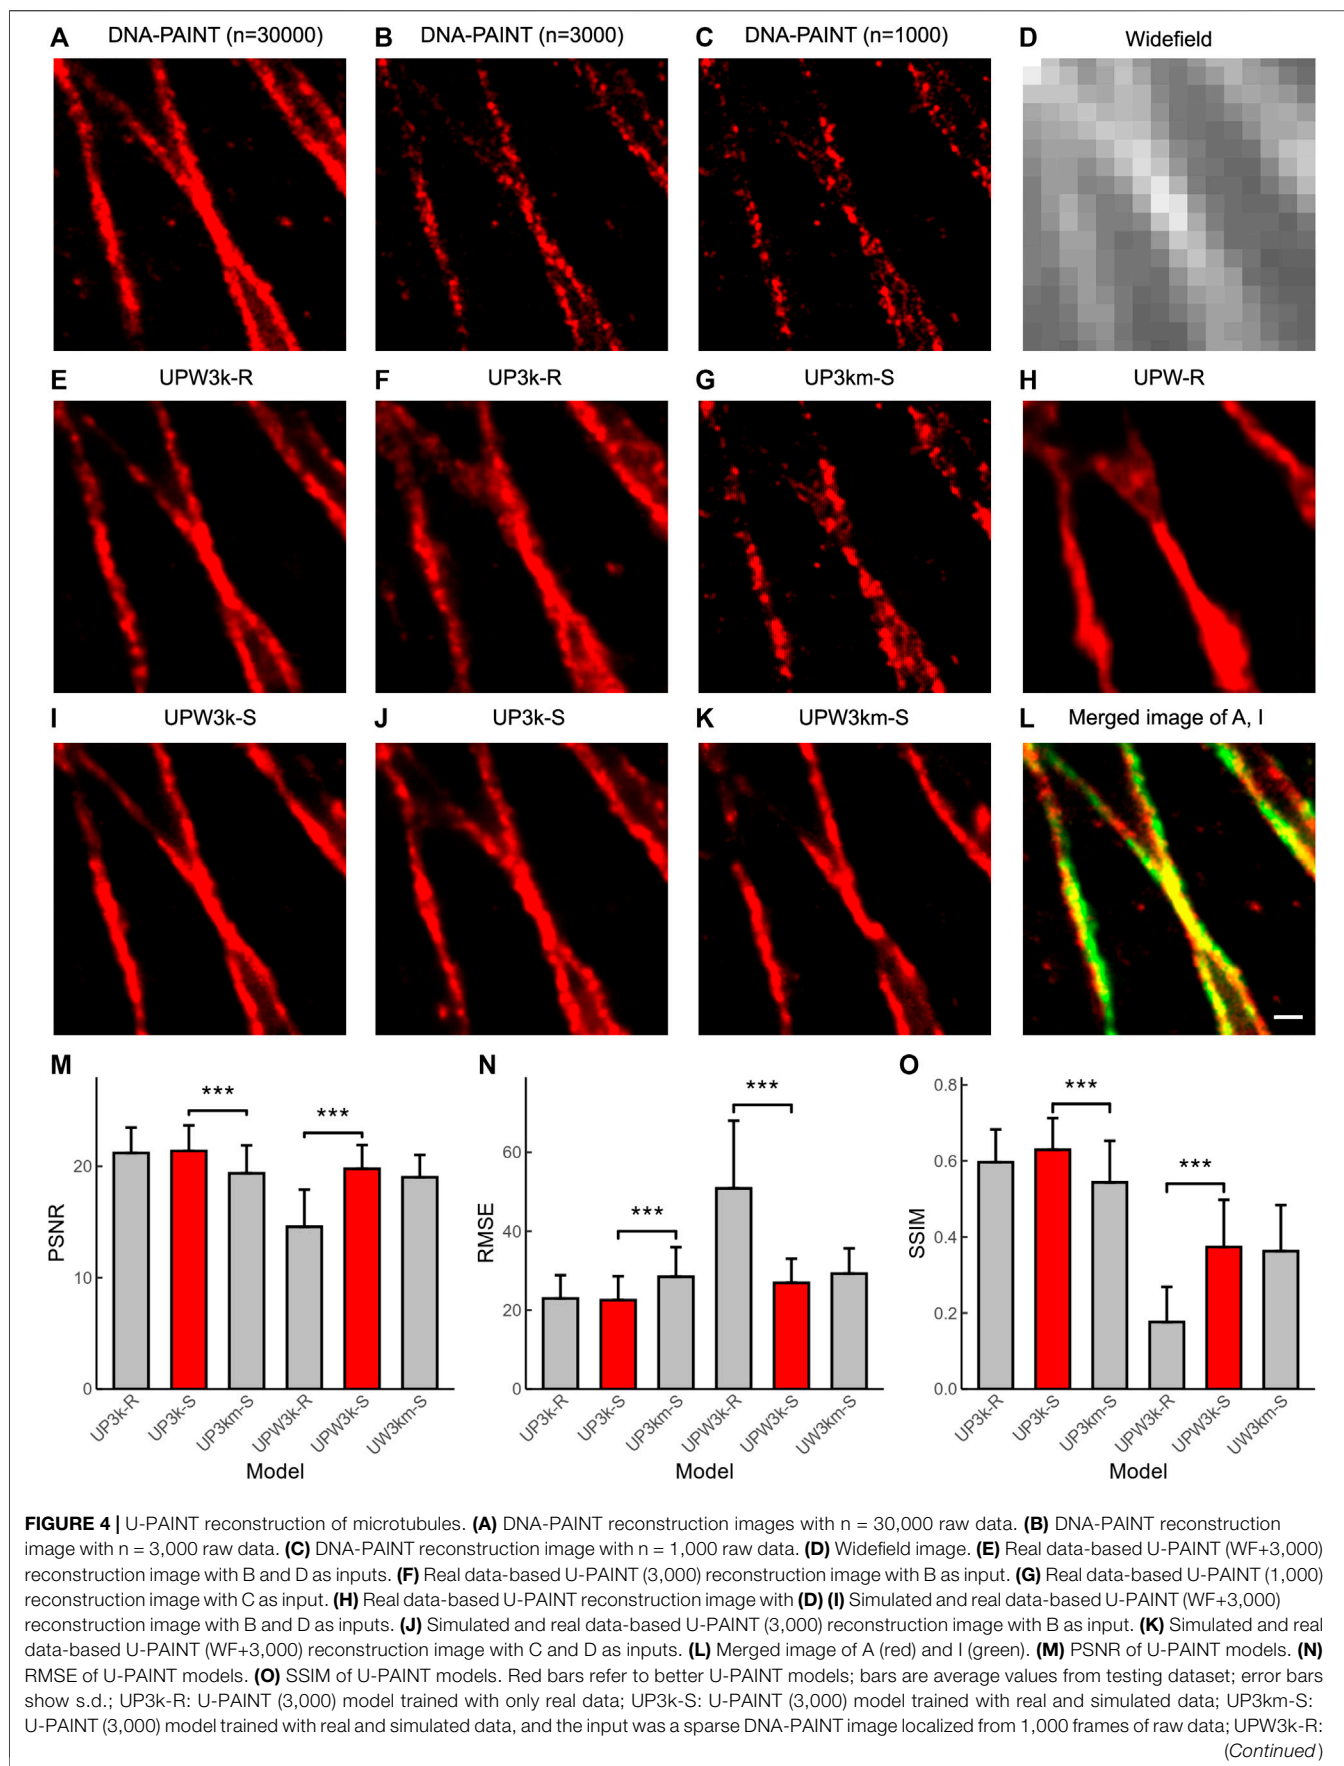 A DNA-PAINT (n=30000)
B DNA-PAINT (n=3000)
C DNA-PAINT (n=1000)
D Widefield
E UPW3k-R
F UP3k-R
G UP3km-S
H UPW-R
I UPW3k-S
J UP3k-S
K UPW3km-S
L Merged image of A, I
M
***
***
20
10
0
PSNR
UP3k-R
UP3k-S
UP3km-S
UPW3k-R
UPW3k-S
UW3km-S
Model
N
***
***
60
40
20
0
RMSE
UP3k-R
UP3k-S
UP3km-S
UPW3k-R
UPW3k-S
UW3km-S
Model
O
***
***
0.8
0.6
0.4
0.2
0.0
SSIM
UP3k-R
UP3k-S
UP3km-S
UPW3k-R
UPW3k-S
UW3km-S
Model
FIGURE 4 | U-PAINT reconstruction of microtubules. (A) DNA-PAINT reconstruction images with n = 30,000 raw data. (B) DNA-PAINT reconstruction
image with n = 3,000 raw data. (C) DNA-PAINT reconstruction image with n = 1,000 raw data. (D) Widefield image. (E) Real data-based U-PAINT (WF+3,000)
reconstruction image with B and D as inputs. (F) Real data-based U-PAINT (3,000) reconstruction image with B as input. (G) Real data-based U-PAINT (1,000)
reconstruction image with C as input. (H) Real data-based U-PAINT reconstruction image with (D) (I) Simulated and real data-based U-PAINT (WF+3,000)
reconstruction image with B and D as inputs. (J) Simulated and real data-based U-PAINT (3,000) reconstruction image with B as input. (K) Simulated and real
data-based U-PAINT (WF+3,000) reconstruction image with C and D as inputs. (L) Merged image of A (red) and I (green). (M) PSNR of U-PAINT models. (N)
RMSE of U-PAINT models. (O) SSIM of U-PAINT models. Red bars refer to better U-PAINT models; bars are average values from testing dataset; error bars
show s.d.; UP3k-R: U-PAINT (3,000) model trained with only real data; UP3k-S: U-PAINT (3,000) model trained with real and simulated data; UP3km-S:
U-PAINT (3,000) model trained with real and simulated data, and the input was a sparse DNA-PAINT image localized from 1,000 frames of raw data; UPW3k-R:
(Continued)